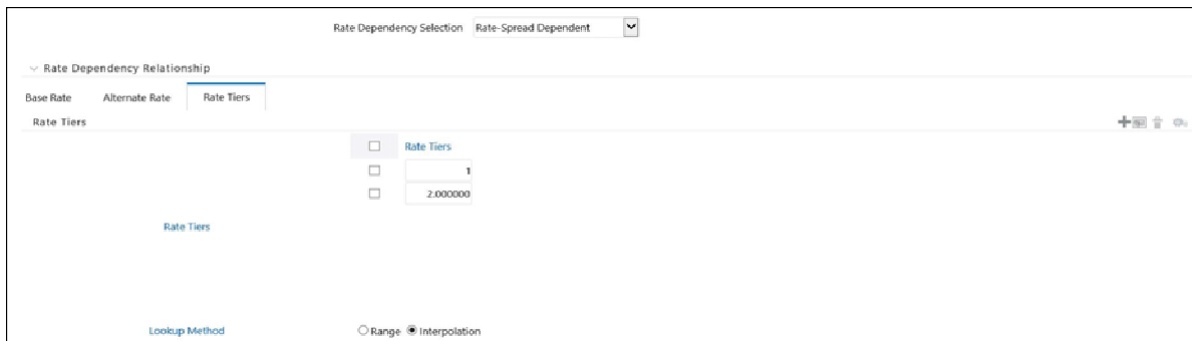 Rate Dependency Selection Rate-Spread Dependent
Rate Dependency Relationship
Base Rate Alternate Rate Rate Tiers
Rate Tiers
Rate Tiers
1
2.000000
Rate Tiers
Lookup Method Range Interpolation